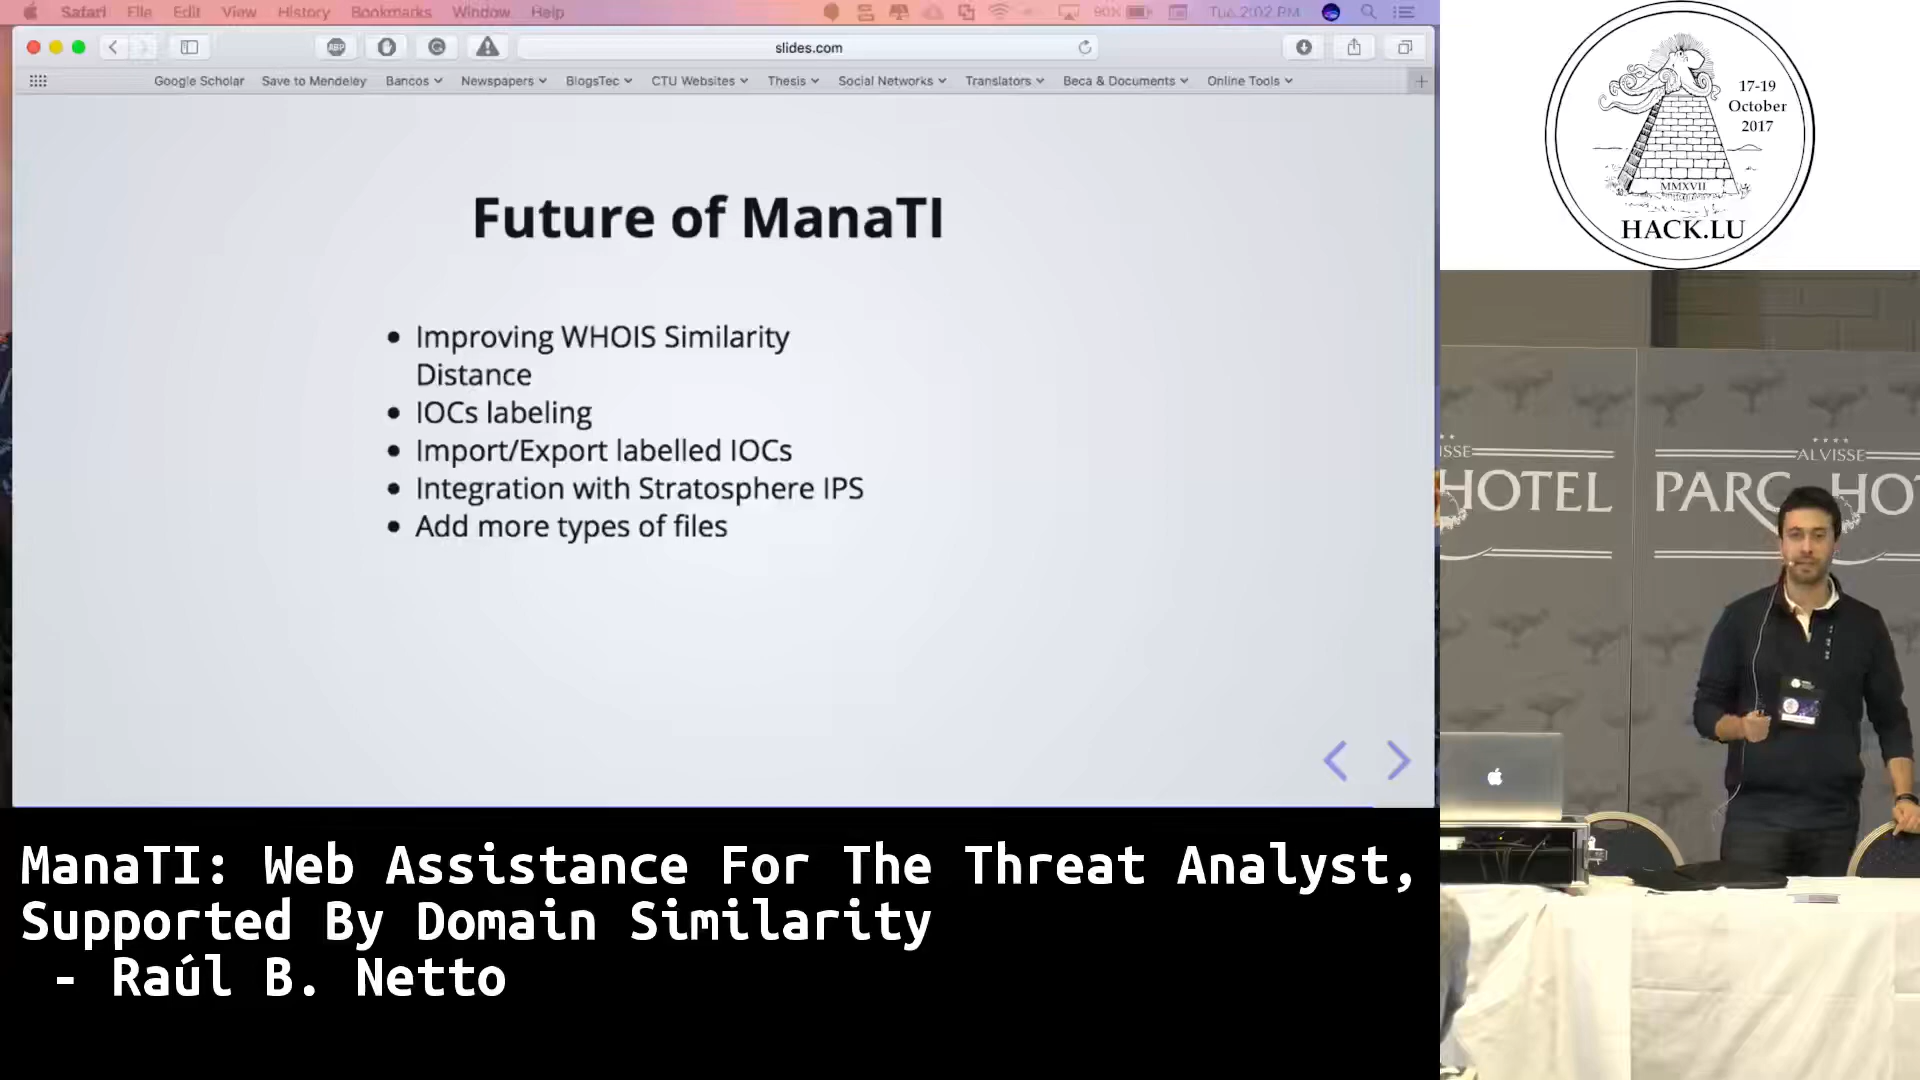 Safari File Edit View History Bookmarks Window Help 90% Tue 2:02 PM
ABP
slides.com
Google Scholar Save to Mendeley Bancos Newspapers BlogsTec CTU Websites Thesis Social Networks Translators Beca & Documents Online Tools
Future of ManaTI
• Improving WHOIS Similarity
Distance
• IOCs labeling
• Import/Export labelled IOCs
• Integration with Stratosphere IPS
• Add more types of files
ManaTI: Web Assistance For The Threat Analyst,
Supported By Domain Similarity
- Raúl B. Netto
17-19
October
2017
MMXVII
HACK.LU
ISSE
HOTEL
ALVISSE
PARC HO